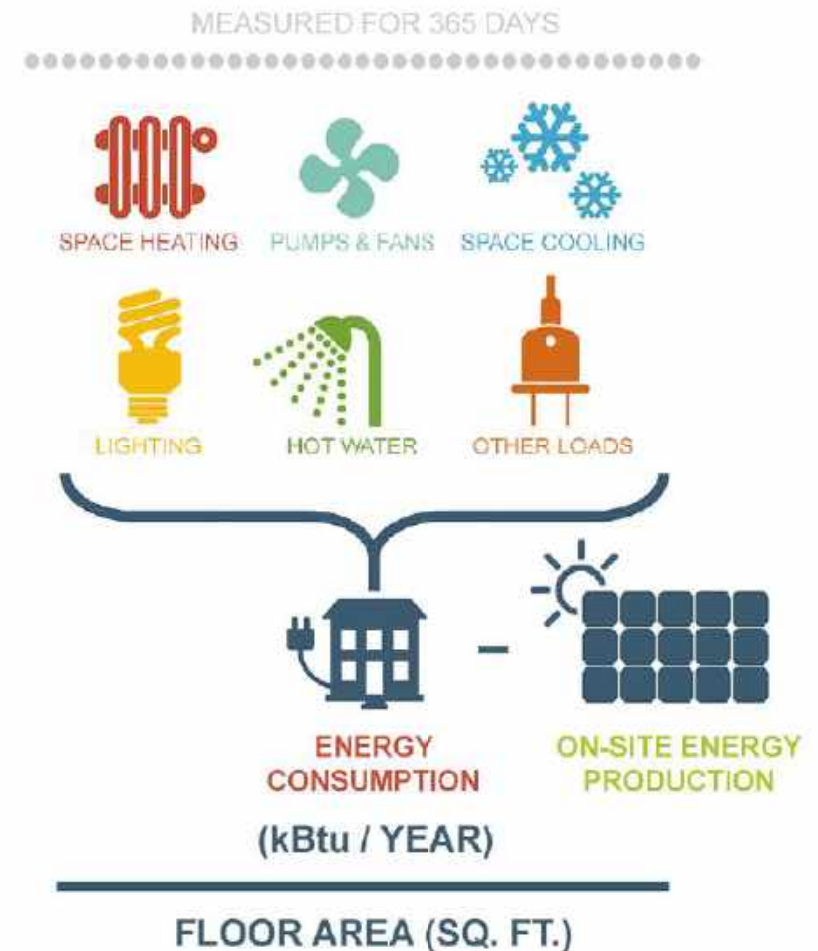 MEASURED FOR 365 DAYS
SPACE HEATING
PUMPS & FANS
SPACE COOLING
LIGHTING
HOT WATER
OTHER LOADS
ENERGY
CONSUMPTION
ON-SITE ENERGY
PRODUCTION
(kBtu / YEAR)
FLOOR AREA (SQ. FT.)